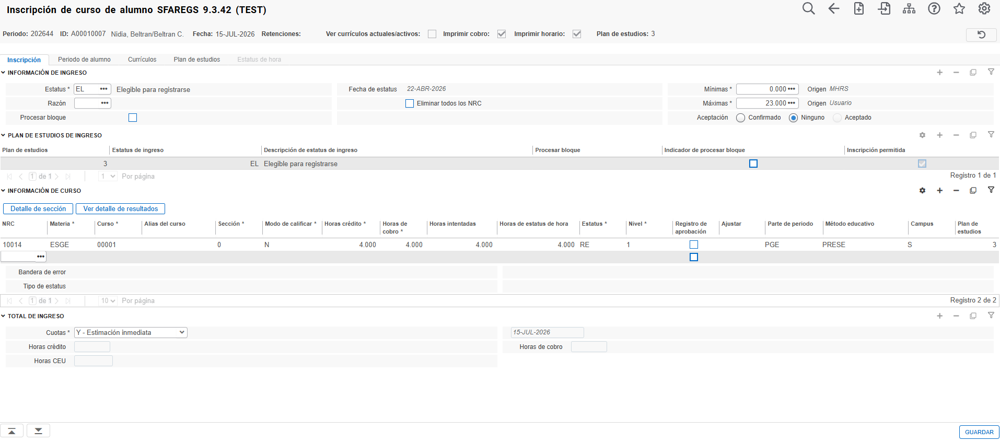 Inscripción de curso de alumno SFAREGS 9.3.42 (TEST)
Periodo: 202644 ID: A00010007 Nidia, Beltran/Beltran C. Fecha: 15-JUL-2026 Retenciones: Ver currículos actuales/activos: Imprimir cobro: Imprimir horario: Plan de estudios: 3
Inscripción Periodo de alumno Currículos Plan de estudios Estatus de hora
INFORMACIÓN DE INGRESO
Estatus * EL ••• Elegible para registrarse Fecha de estatus 22-ABR-2026 Mínimas * 0.000 ••• Origen MHRS
Razón ••• Eliminar todos los NRC Máximas * 23.000 ••• Origen Usuario
Procesar bloque Aceptación Confirmado Ninguno Aceptado
PLAN DE ESTUDIOS DE INGRESO
Plan de estudios Estatus de ingreso Descripción de estatus de ingreso Procesar bloque Indicador de procesar bloque Inscripción permitida
3 EL Elegible para registrarse
1 de 1 1 Por página Registro 1 de 1
INFORMACIÓN DE CURSO
Detalle de sección Ver detalle de resultados
NRC Materia * Curso * Alias del curso Sección * Modo de calificar * Horas crédito * Horas de cobro * Horas intentadas Horas de estatus de hora Estatus * Nivel * Registro de aprobación Ajustar Parte de periodo Método educativo Campus Plan de estudios
10014 ESGE 00001 0 N 4.000 4.000 4.000 4.000 RE 1 PGE PRESE S 3
•••
Bandera de error
Tipo de estatus
1 de 1 10 Por página Registro 2 de 2
TOTAL DE INGRESO
Cuotas * Y - Estimación inmediata 15-JUL-2026
Horas crédito Horas de cobro
Horas CEU
GUARDAR